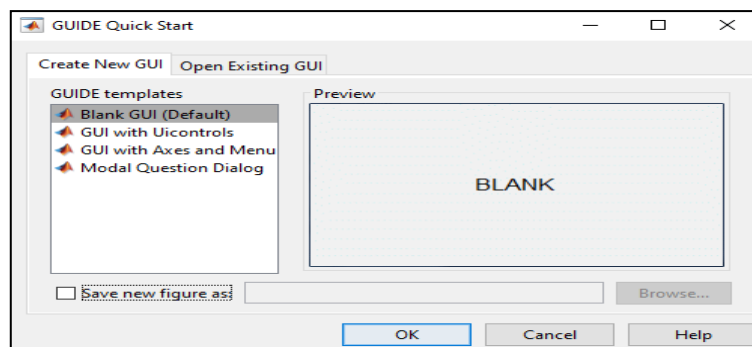 GUIDE Quick Start
Create New GUI Open Existing GUI
GUIDE templates
Preview
Blank GUI (Default)
GUI with Uicontrols
GUI with Axes and Menu
Modal Question Dialog
BLANK
Save new figure as:
Browse...
OK Cancel Help